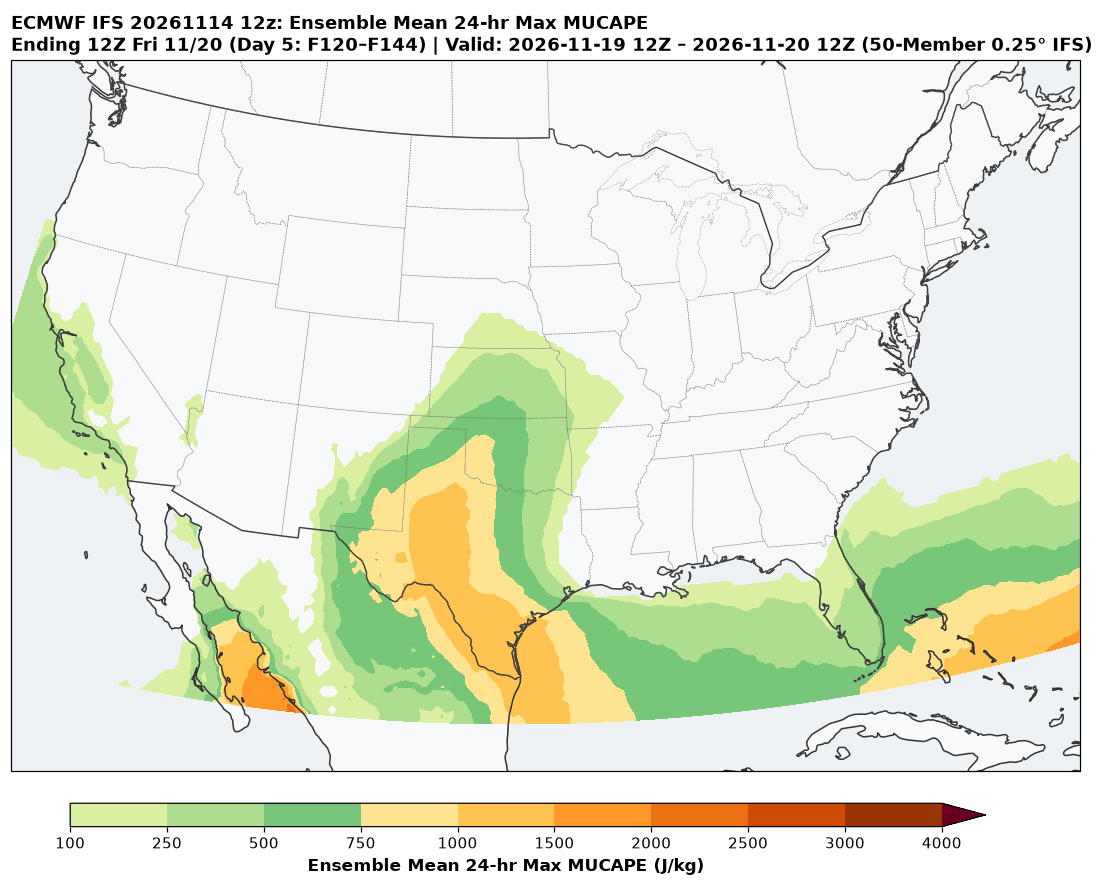 ECMWF IFS 20261114 12z: Ensemble Mean 24-hr Max MUCAPE
Ending 12Z Fri 11/20 (Day 5: F120–F144) | Valid: 2026-11-19 12Z – 2026-11-20 12Z (50-Member 0.25° IFS)
100 250 500 750 1000 1500 2000 2500 3000 4000
Ensemble Mean 24-hr Max MUCAPE (J/kg)